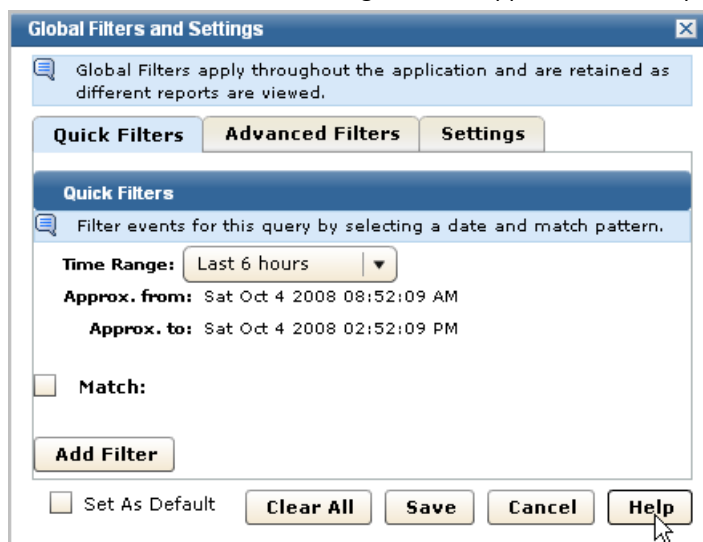 Global Filters and Settings
Global Filters apply throughout the application and are retained as
different reports are viewed.
Quick Filters Advanced Filters Settings
Quick Filters
Filter events for this query by selecting a date and match pattern.
Time Range: Last 6 hours
Approx. from: Sat Oct 4 2008 08:52:09 AM
Approx. to: Sat Oct 4 2008 02:52:09 PM
Match:
Add Filter
Set As Default Clear All Save Cancel Help